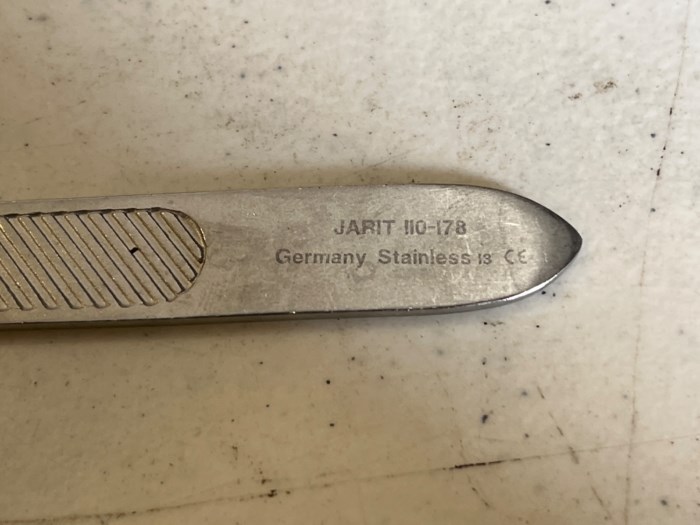 JARIT 110-178
Germany Stainless 13 CE